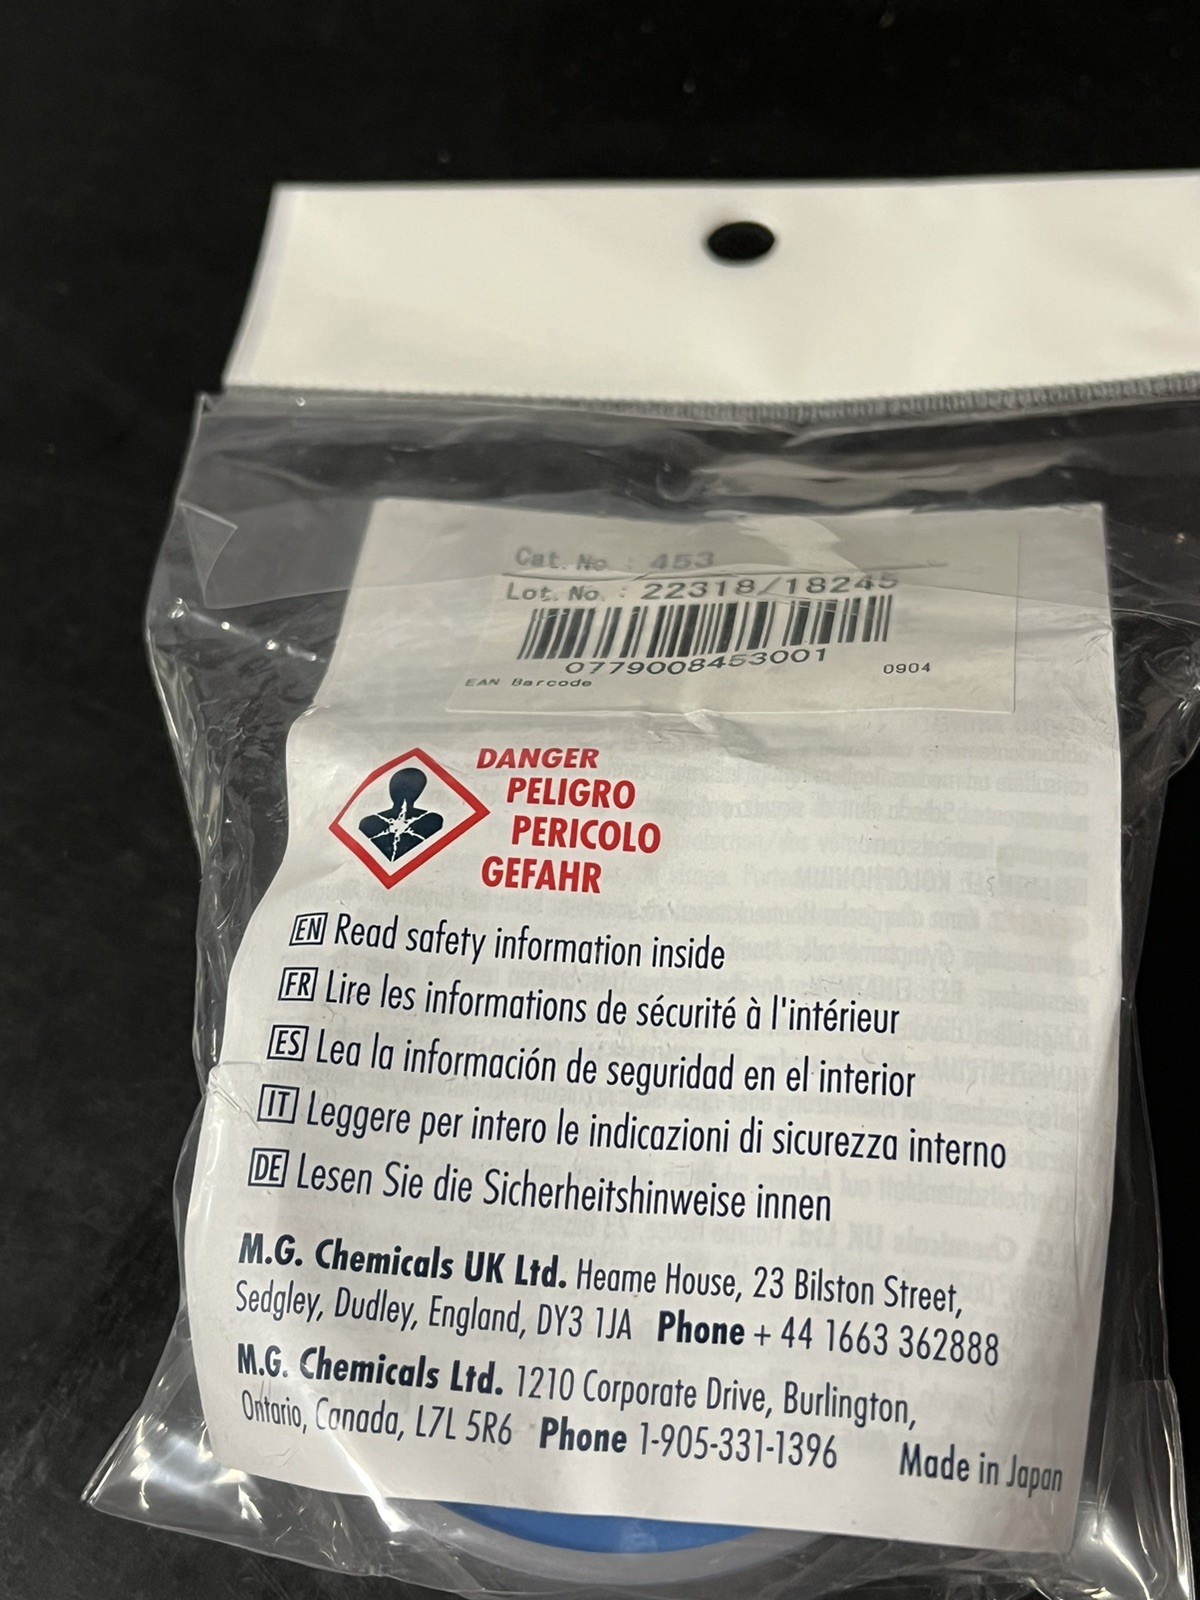 Cat. No. : 453
Lot. No. : 22318/18245
0779008453001
0904
EAN Barcode
DANGER
PELIGRO
PERICOLO
GEFAHR
EN Read safety information inside
FR Lire les informations de sécurité à l'intérieur
ES Lea la información de seguridad en el interior
IT Leggere per intero le indicazioni di sicurezza interno
DE Lesen Sie die Sicherheitshinweise innen
M.G. Chemicals UK Ltd. Heame House, 23 Bilston Street,
Sedgley, Dudley, England, DY3 1JA Phone + 44 1663 362888
M.G. Chemicals Ltd. 1210 Corporate Drive, Burlington,
Ontario, Canada, L7L 5R6 Phone 1-905-331-1396 Made in Japan